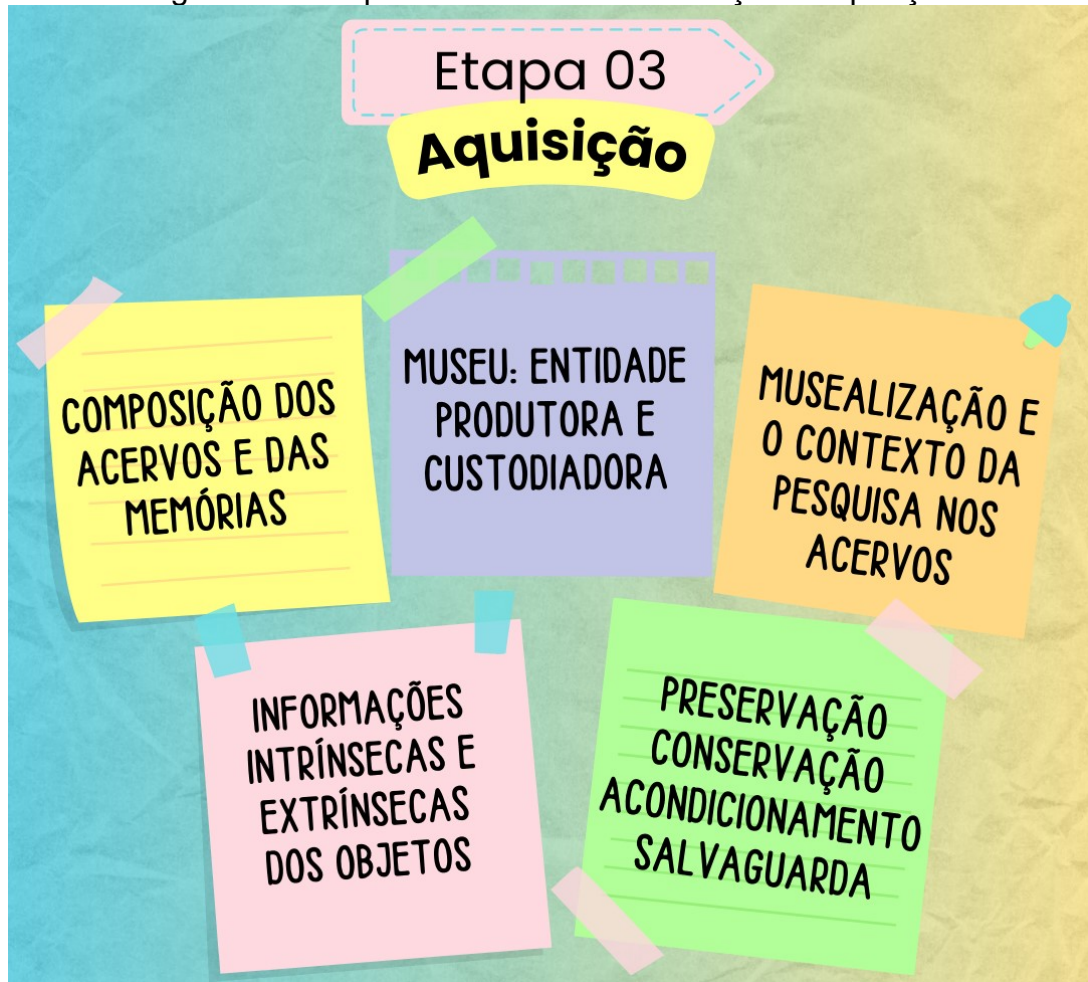 Etapa 03
Aquisição
COMPOSIÇÃO DOS
ACERVOS E DAS
MEMÓRIAS
MUSEU: ENTIDADE
PRODUTORA E
CUSTODIADORA
MUSEALIZAÇÃO E
O CONTEXTO DA
PESQUISA NOS
ACERVOS
INFORMAÇÕES
INTRÍNSECAS E
EXTRÍNSECAS
DOS OBJETOS
PRESERVAÇÃO
CONSERVAÇÃO
ACONDICIONAMENTO
SALVAGUARDA